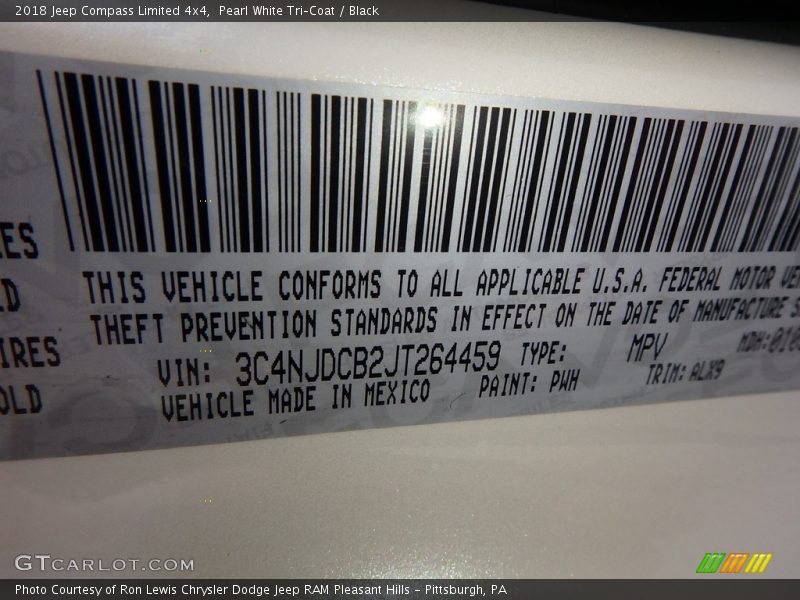 2018 Jeep Compass Limited 4x4, Pearl White Tri-Coat / Black
THIS VEHICLE CONFORMS TO ALL APPLICABLE U.S.A. FEDERAL MOTOR
THEFT PREVENTION STANDARDS IN EFFECT ON THE DATE OF MANUFACTURE
VIN: 3C4NJDCB2JT264459 TYPE: MPV MDH:010
VEHICLE MADE IN MEXICO PAINT: PWH TRIM: ALX9
OLD
GTCARLOT.COM
Photo Courtesy of Ron Lewis Chrysler Dodge Jeep RAM Pleasant Hills - Pittsburgh, PA